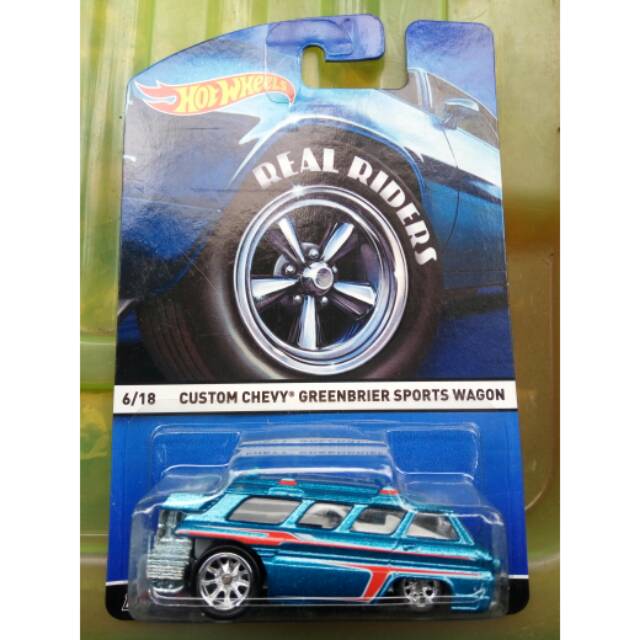 HOT WHEELS
REAL RIDERS
6/18 CUSTOM CHEVY® GREENBRIER SPORTS WAGON